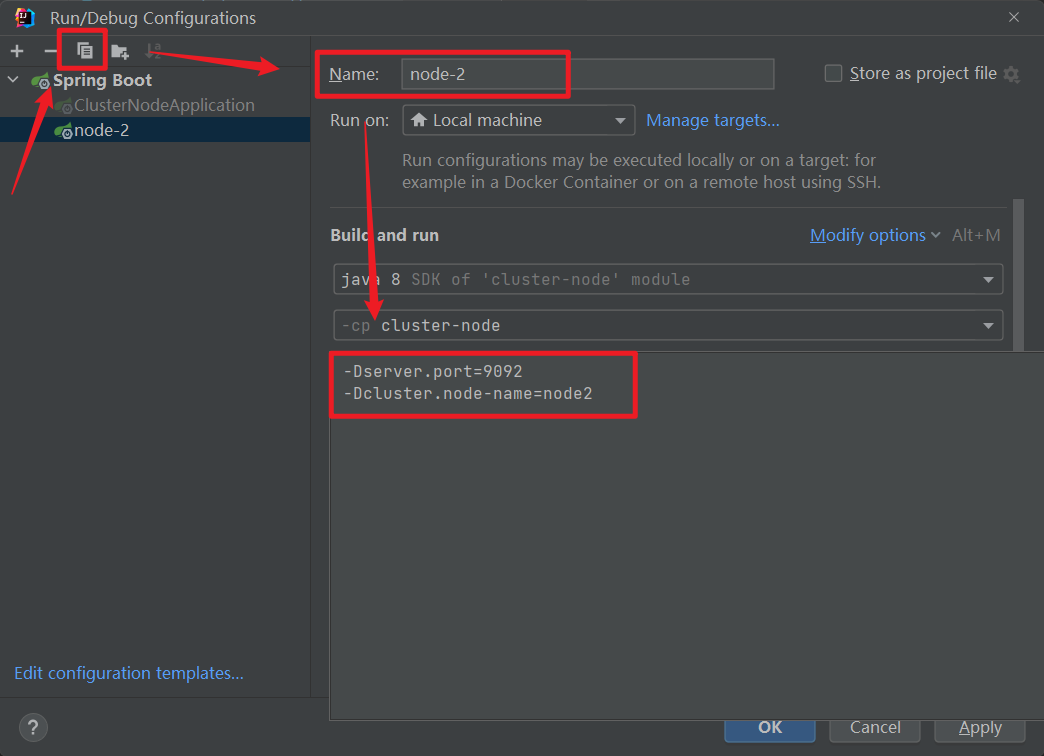 Run/Debug Configurations
Spring Boot
ClusterNodeApplication
node-2
Name: node-2
Store as project file
Run on: Local machine Manage targets...
Run configurations may be executed locally or on a target: for
example in a Docker Container or on a remote host using SSH.
Build and run
Modify options Alt+M
java 8 SDK of 'cluster-node' module
-cp cluster-node
-Dserver.port=9092
-Dcluster.node-name=node2
Edit configuration templates...
?
OK Cancel Apply